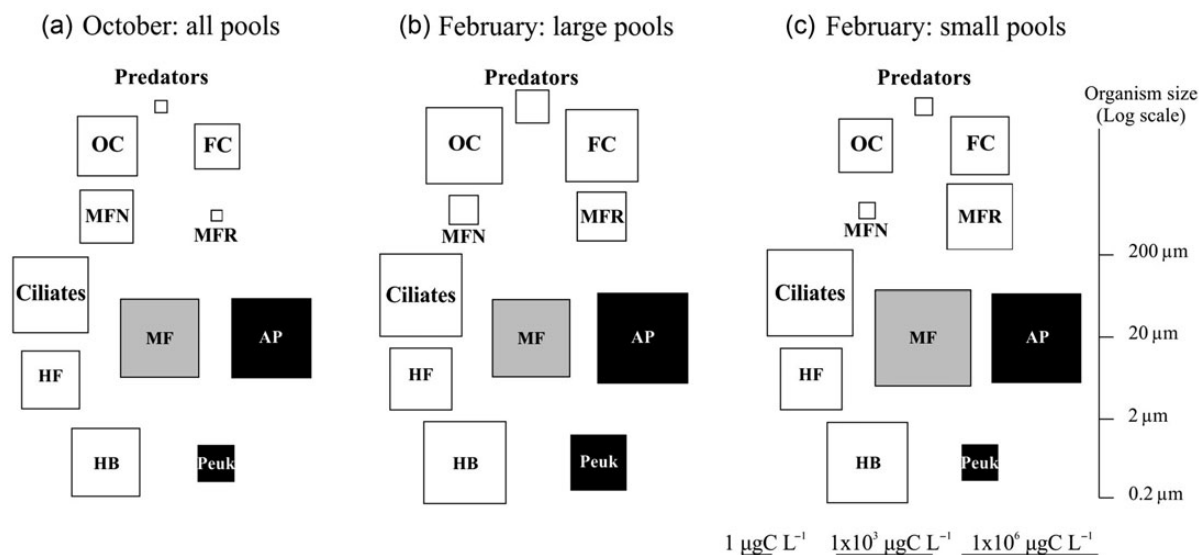 (a) October: all pools
Predators
OC
FC
MFN
MFR
Ciliates
MF
AP
HF
HB
Peuk
(b) February: large pools
Predators
OC
FC
MFN
MFR
Ciliates
MF
AP
HF
HB
Peuk
(c) February: small pools
Predators
OC
FC
MFN
MFR
Ciliates
MF
AP
HF
HB
Peuk
Organism size
(Log scale)
200 µm
20 µm
2 µm
0.2 µm
1 µgC L⁻¹ 1x10³ µgC L⁻¹ 1x10⁶ µgC L⁻¹